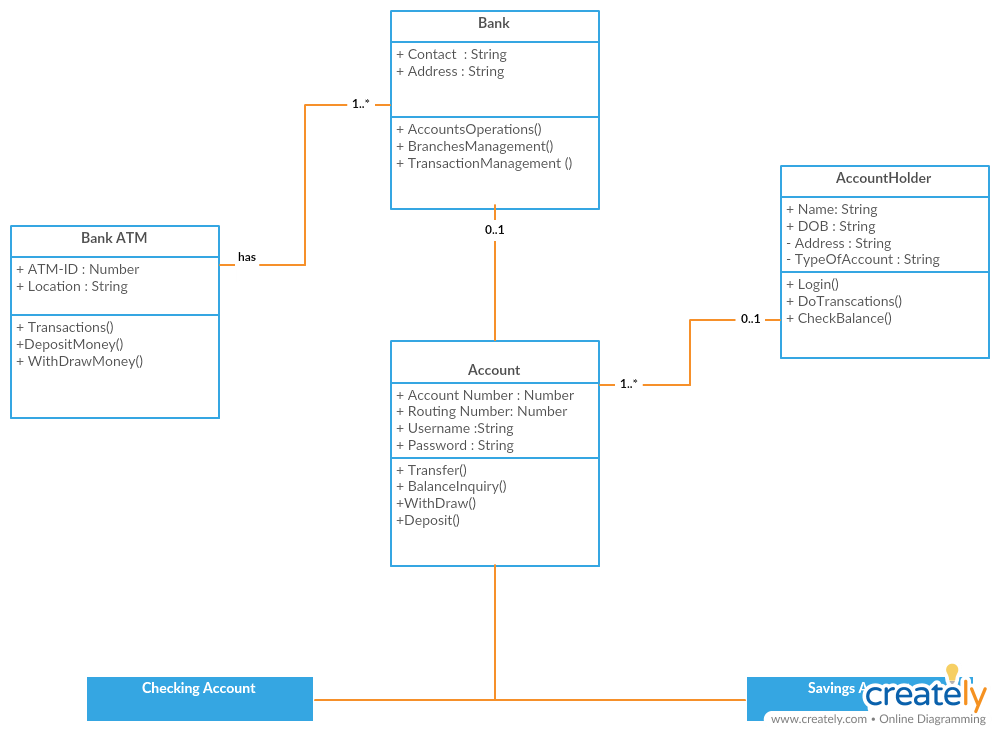 Bank
+ Contact  : String
+ Address : String
1..*
+ AccountsOperations()
+ BranchesManagement()
+ TransactionManagement ()
0..1
AccountHolder
+ Name: String
+ DOB : String
- Address : String
- TypeOfAccount : String
+ Login()
+ DoTranscations()
+ CheckBalance()
0..1
Bank ATM
+ ATM-ID : Number
+ Location : String
+ Transactions()
+DepositMoney()
+ WithDrawMoney()
has
Account
+ Account Number : Number
+ Routing Number: Number
+ Username :String
+ Password : String
+ Transfer()
+ BalanceInquiry()
+WithDraw()
+Deposit()
1..*
Checking Account
Savings
creately
www.creately.com • Online Diagramming